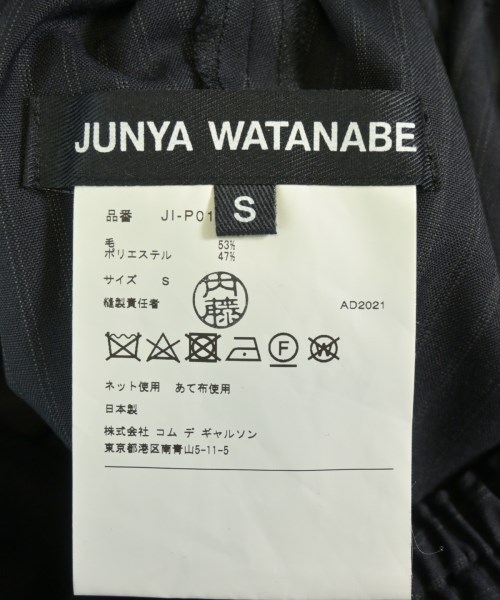 JUNYA WATANABE
S
品番 JI-P01
毛 53%
ポリエステル 47%
サイズ S
縫製責任者 内藤 AD2021
F W
ネット使用 あて布使用
日本製
株式会社 コム デ ギャルソン
東京都港区南青山5-11-5